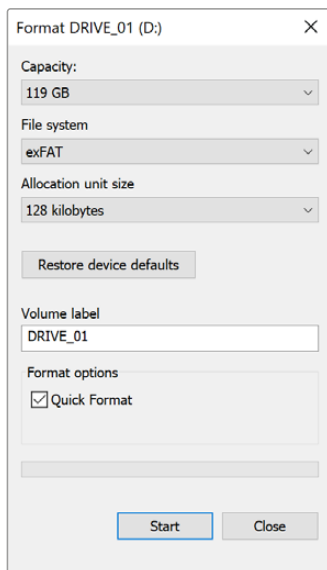 Format DRIVE_01 (D:)
Capacity:
119 GB
File system
exFAT
Allocation unit size
128 kilobytes
Restore device defaults
Volume label
DRIVE_01
Format options
Quick Format
Start Close